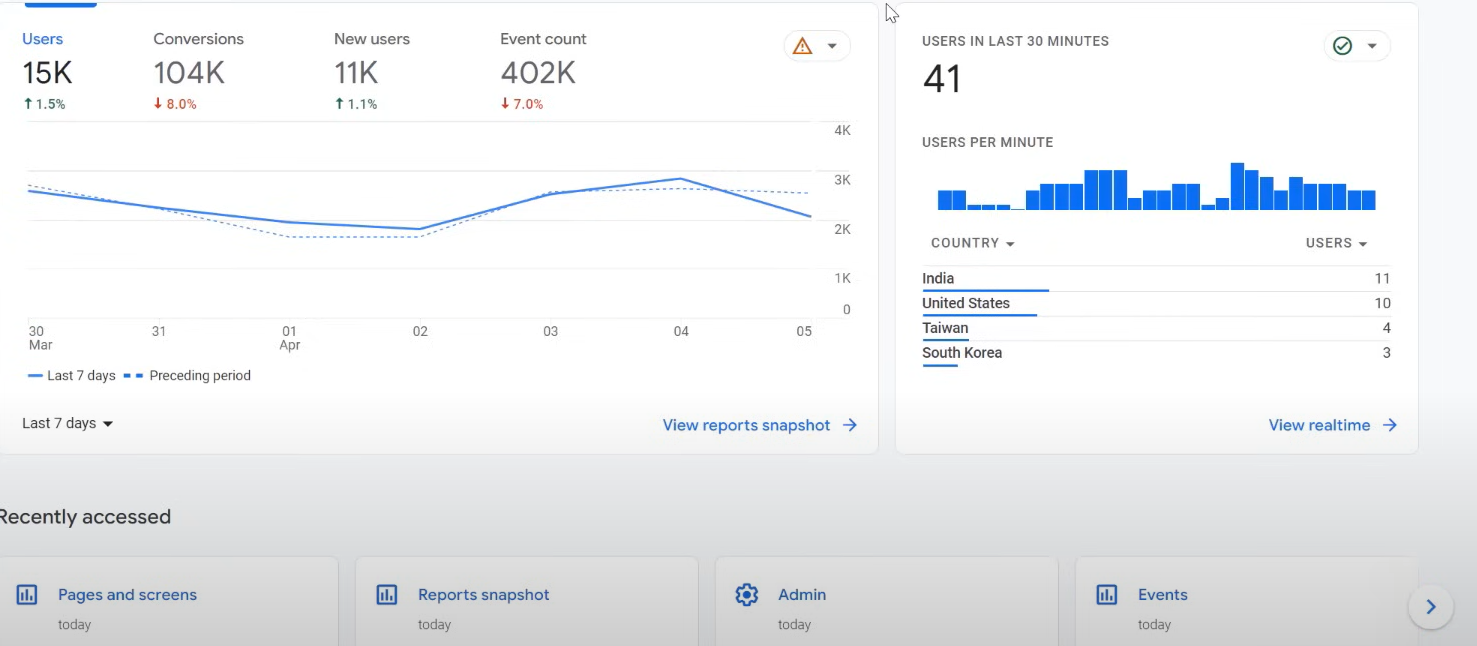 Users
15K
1.5%
Conversions
104K
8.0%
New users
11K
1.1%
Event count
402K
7.0%
4K
3K
2K
1K
0
30
Mar
31
01
Apr
02
03
04
05
Last 7 days
Preceding period
Last 7 days
View reports snapshot
USERS IN LAST 30 MINUTES
41
USERS PER MINUTE
COUNTRY USERS
India 11
United States 10
Taiwan 4
South Korea 3
View realtime
Recently accessed
Pages and screens
today
Reports snapshot
today
Admin
today
Events
today